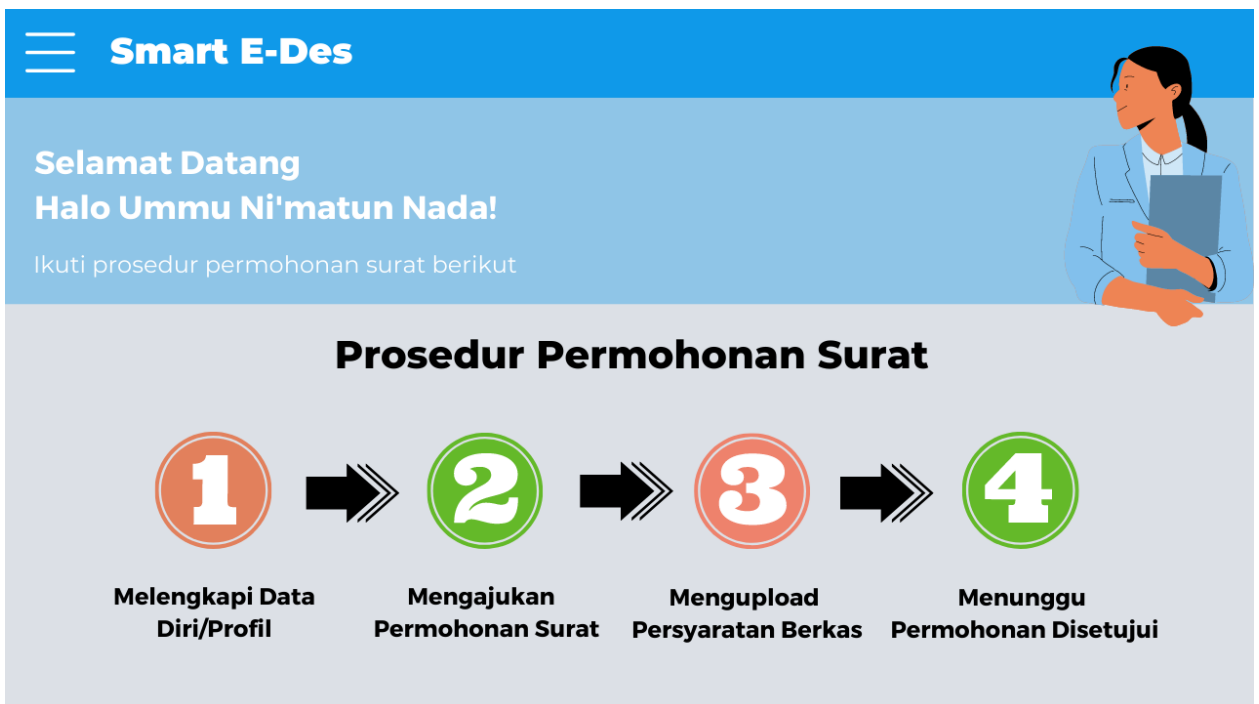 Smart E-Des
Selamat Datang
Halo Ummu Ni'matun Nada!
Ikuti prosedur permohonan surat berikut
Prosedur Permohonan Surat
1
2
3
4
Melengkapi Data
Diri/Profil
Mengajukan
Permohonan Surat
Mengupload
Persyaratan Berkas
Menunggu
Permohonan Disetujui